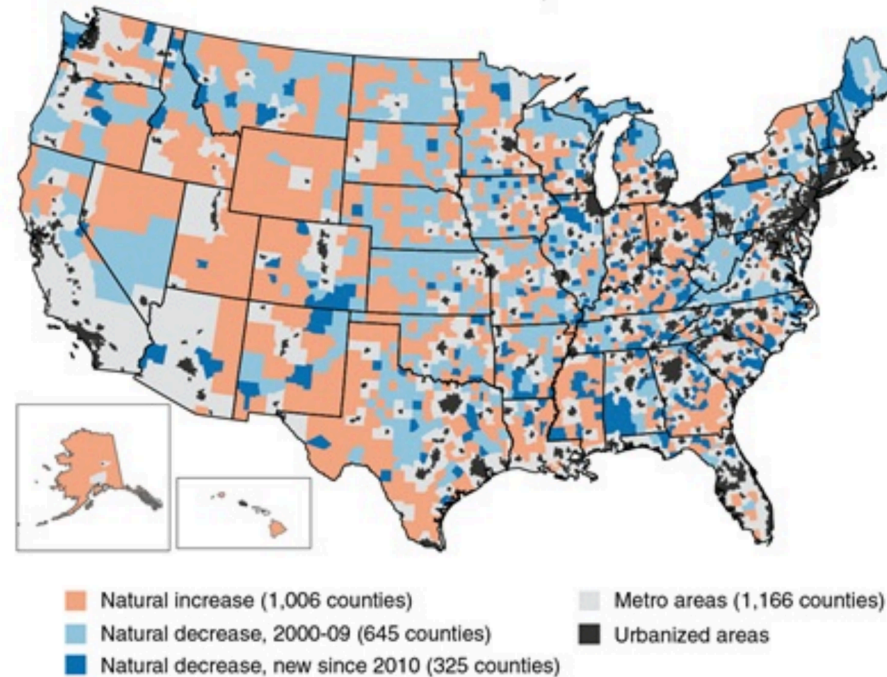 Natural increase (1,006 counties)
Natural decrease, 2000-09 (645 counties)
Natural decrease, new since 2010 (325 counties)
Metro areas (1,166 counties)
Urbanized areas